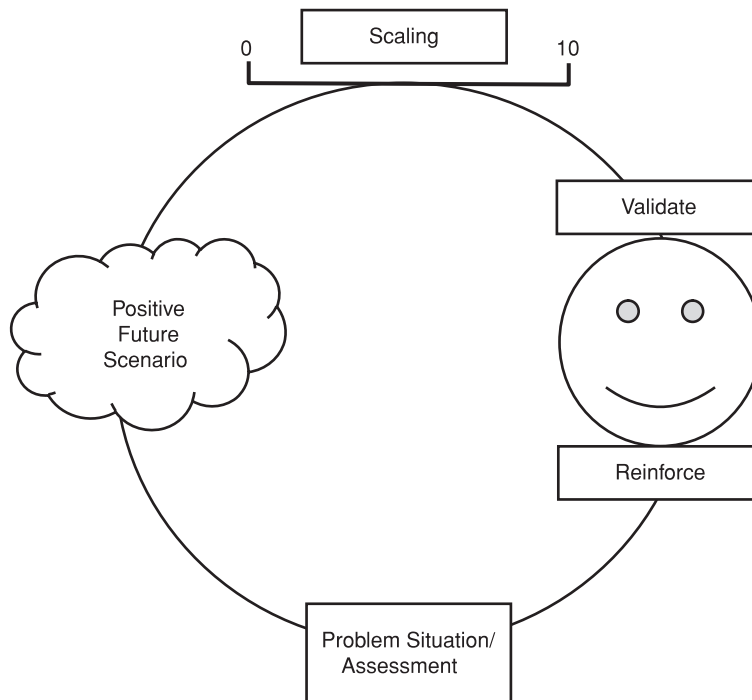 Scaling
0
10
Validate
Positive
Future
Scenario
Reinforce
Problem Situation/
Assessment